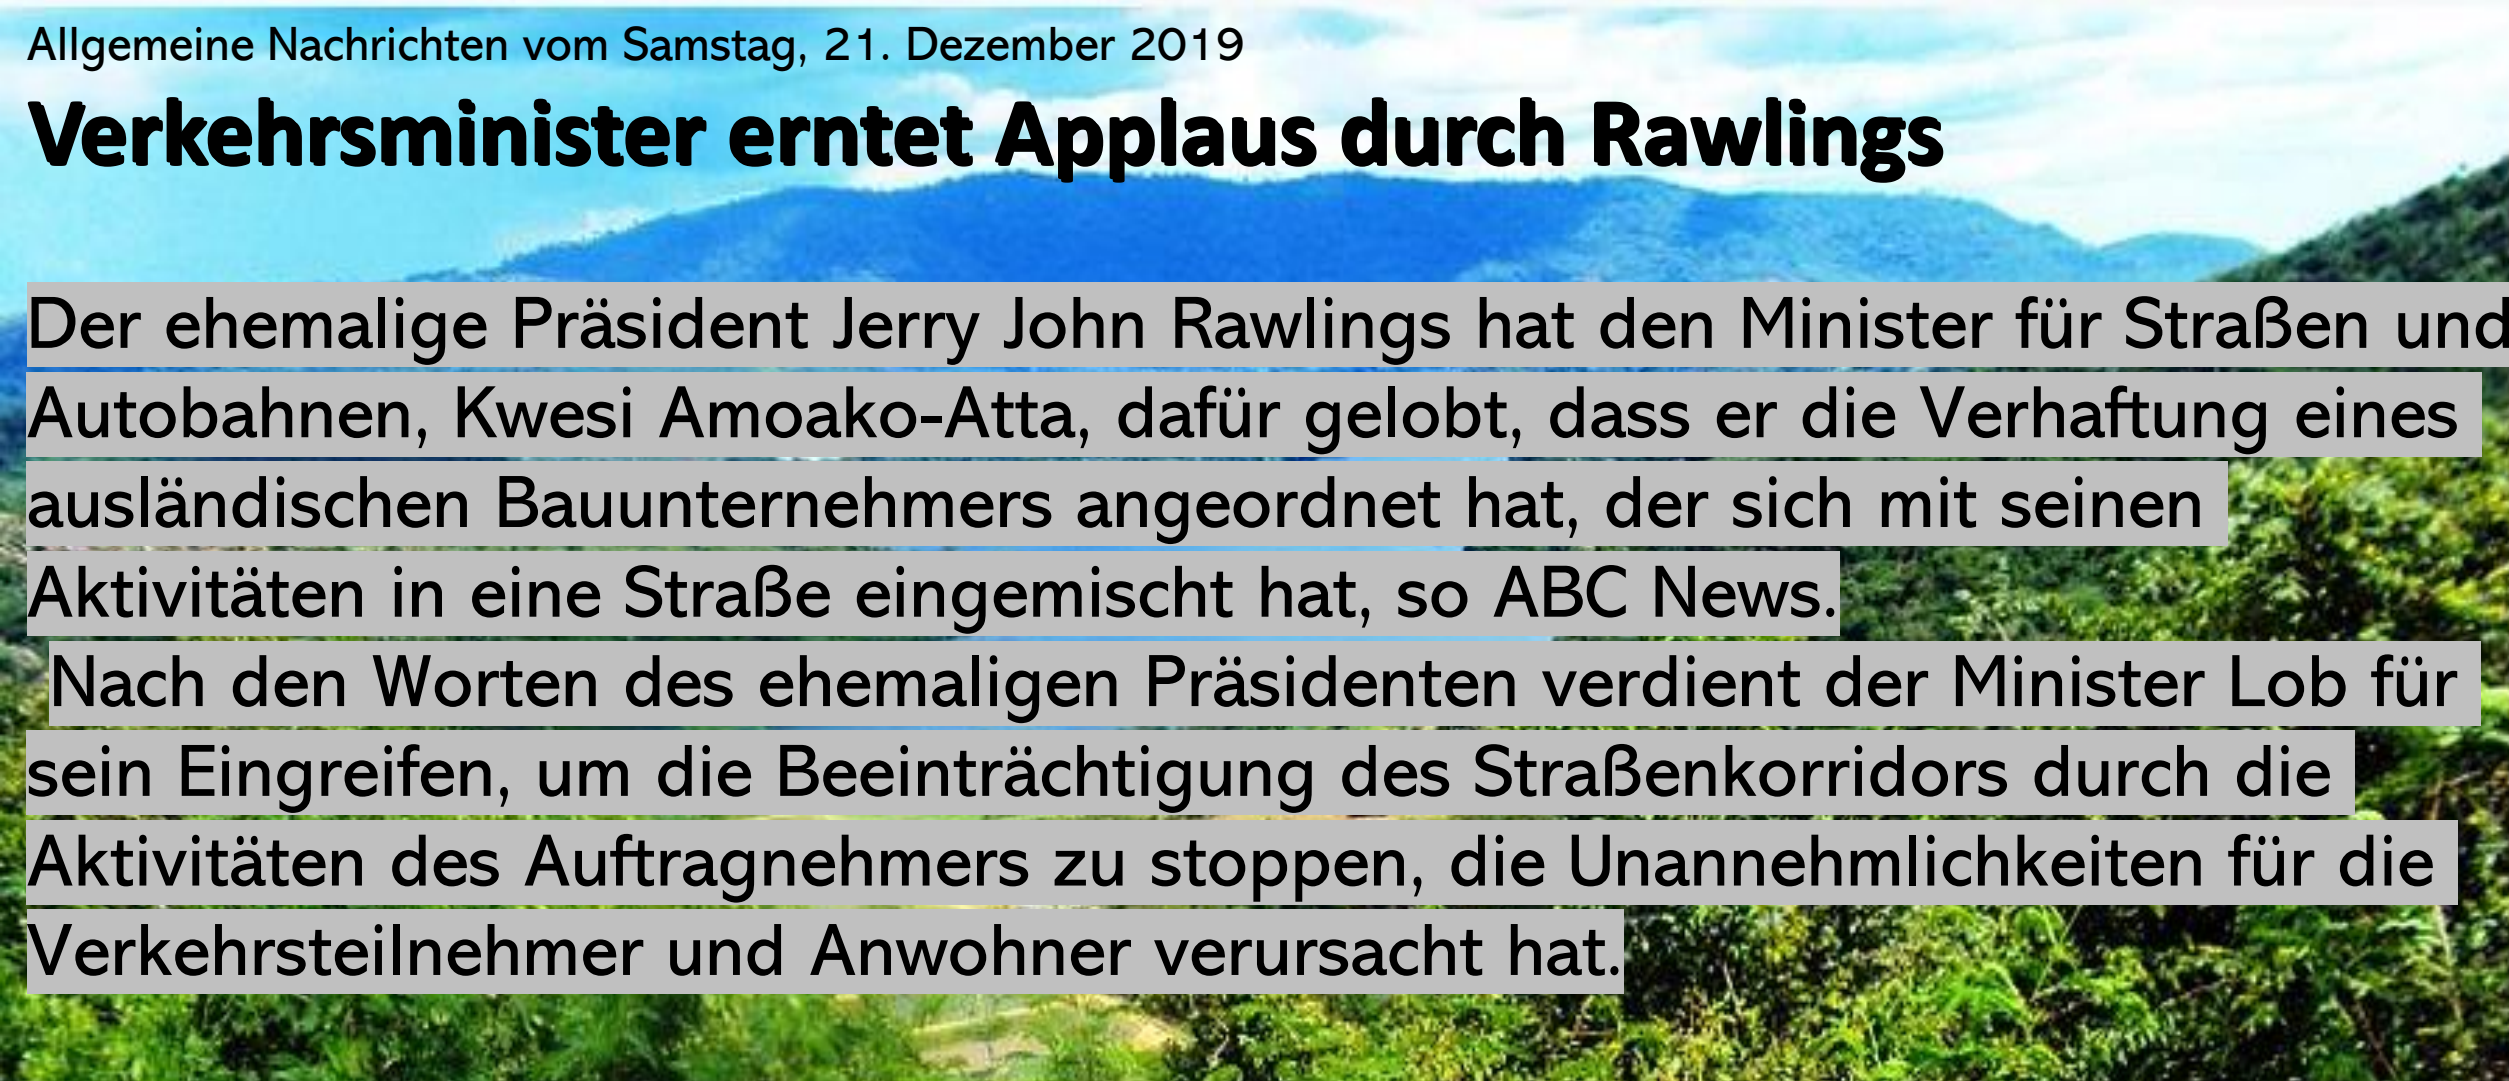 Allgemeine Nachrichten vom Samstag, 21. Dezember 2019
Verkehrsminister erntet Applaus durch Rawlings
Der ehemalige Präsident Jerry John Rawlings hat den Minister für Straßen und
Autobahnen, Kwesi Amoako-Atta, dafür gelobt, dass er die Verhaftung eines
ausländischen Bauunternehmers angeordnet hat, der sich mit seinen
Aktivitäten in eine Straße eingemischt hat, so ABC News.
Nach den Worten des ehemaligen Präsidenten verdient der Minister Lob für
sein Eingreifen, um die Beeinträchtigung des Straßenkorridors durch die
Aktivitäten des Auftragnehmers zu stoppen, die Unannehmlichkeiten für die
Verkehrsteilnehmer und Anwohner verursacht hat.